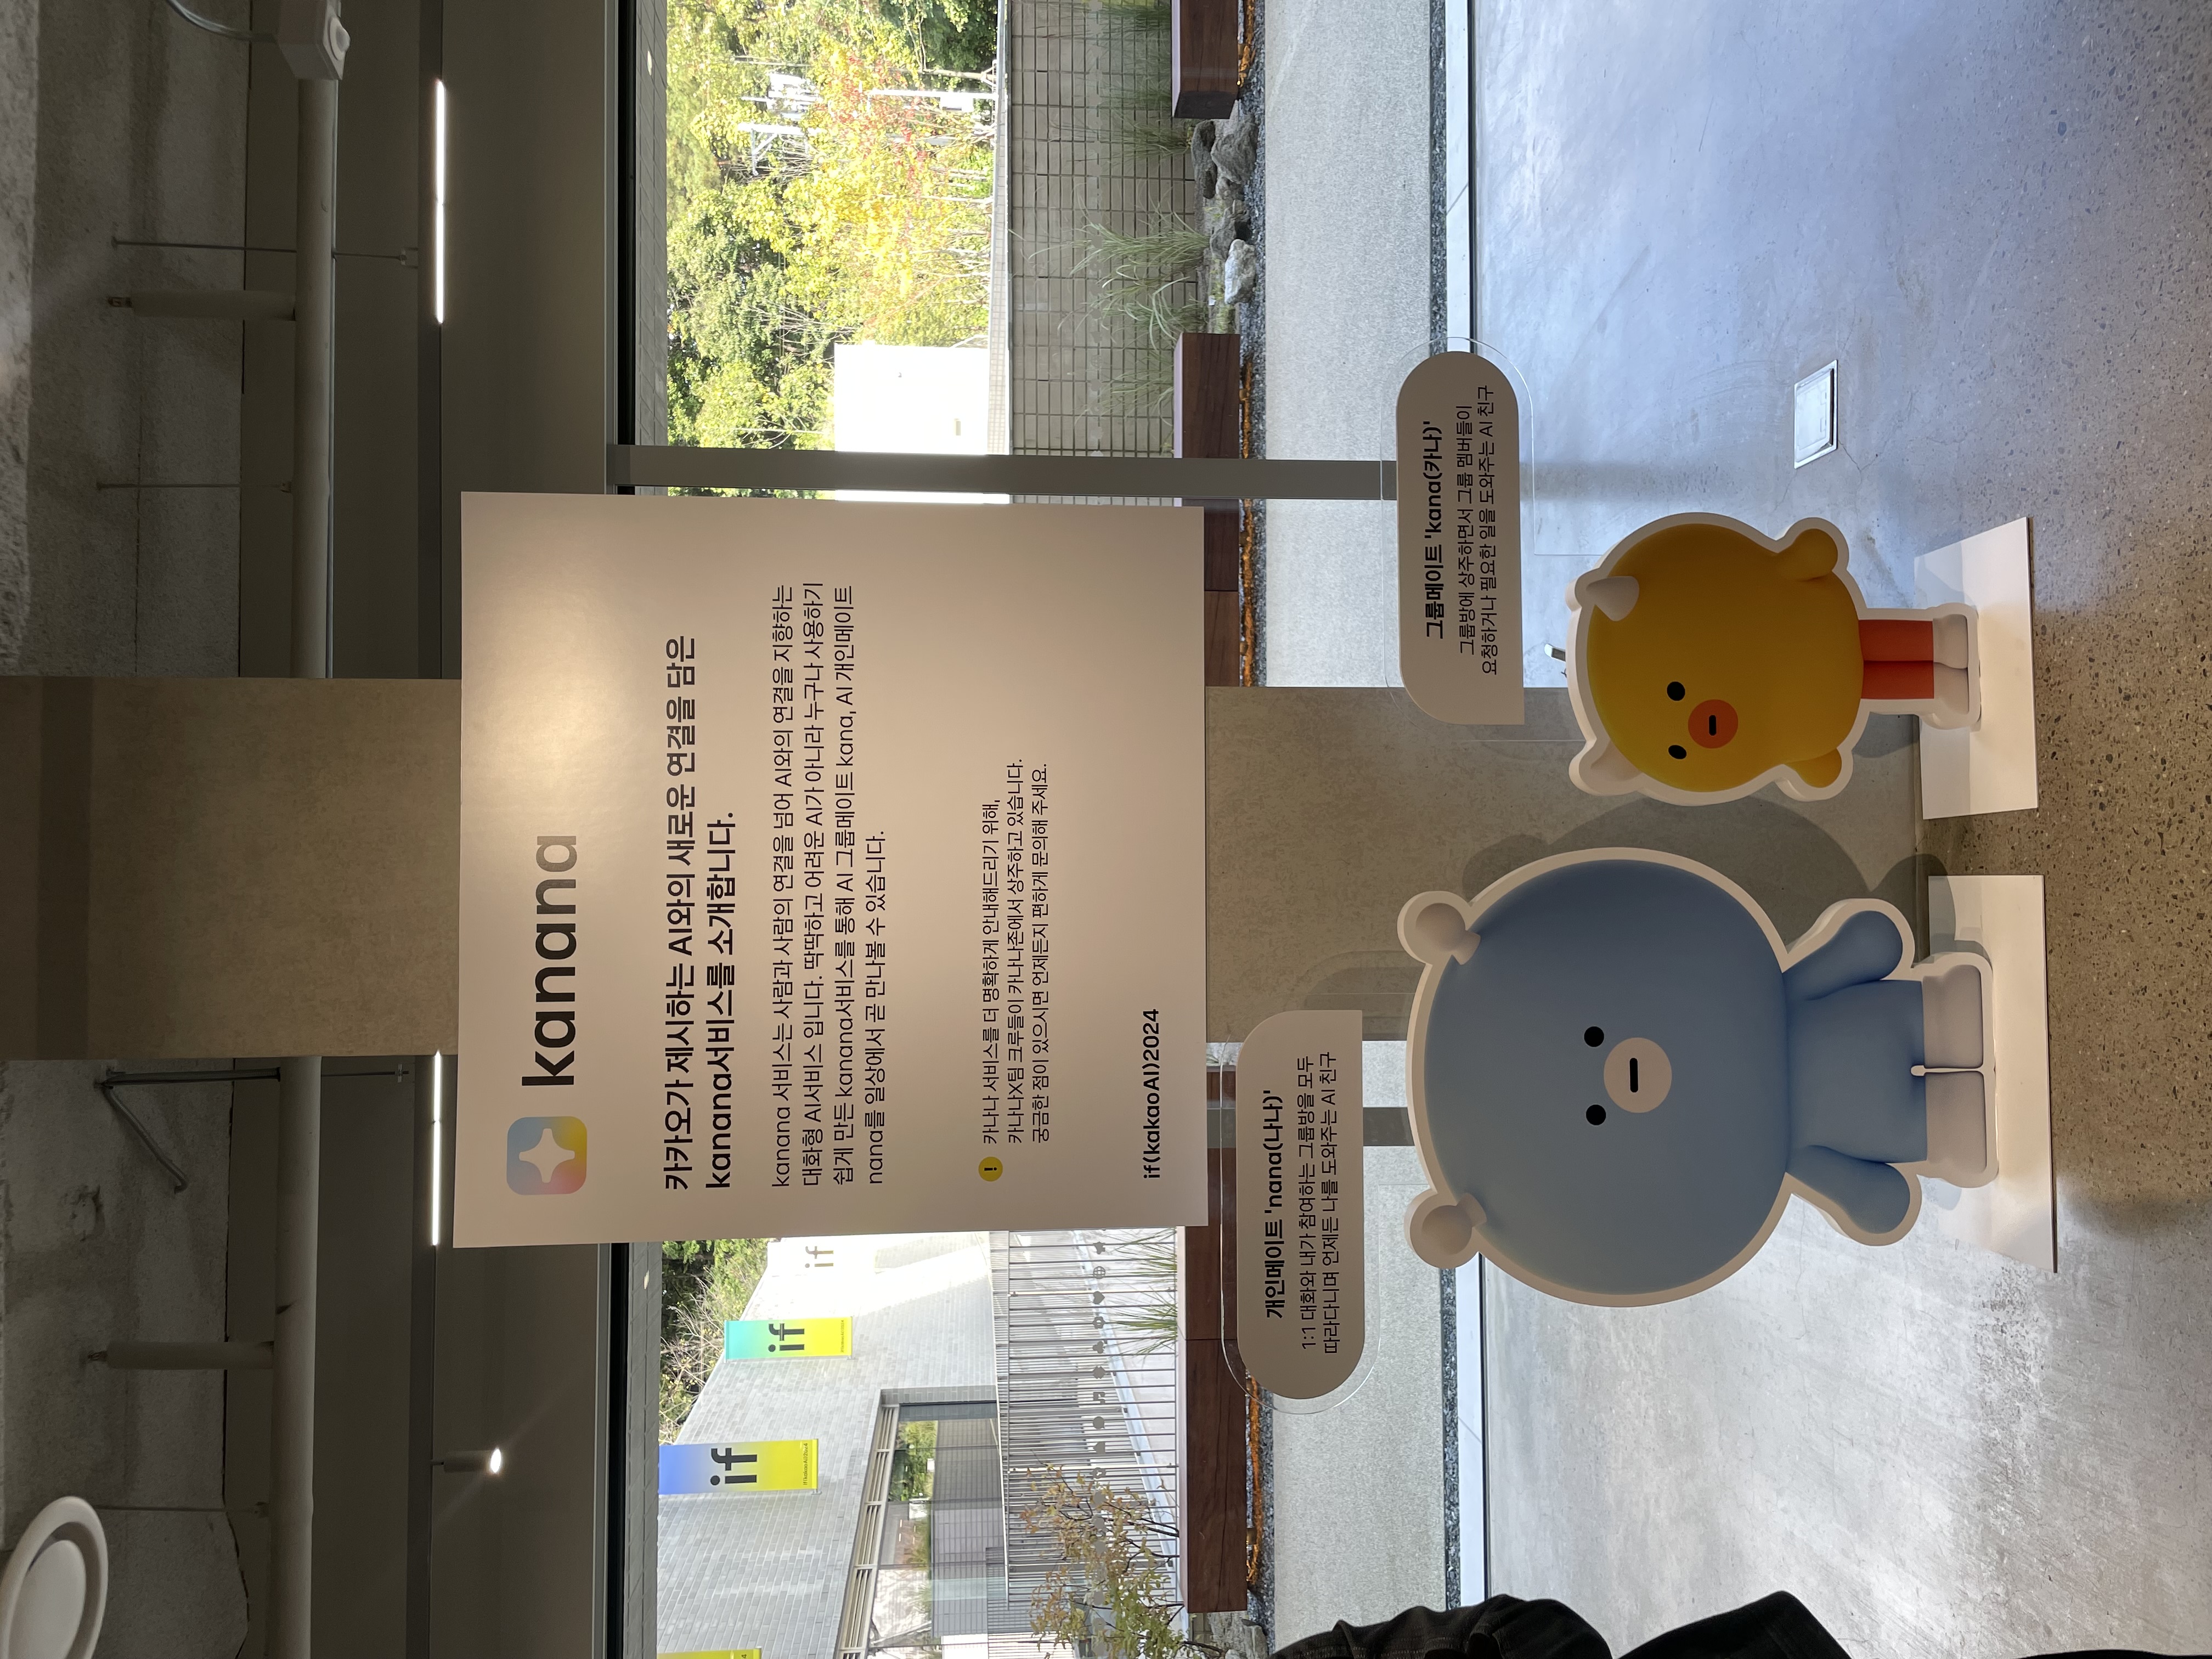 kanana
카카오가 제시하는 AI와의 새로운 연결을 담은
kanana서비스를 소개합니다.
kanana 서비스는 사람과 사람의 연결을 넘어 AI와의 연결을 지향하는
대화형 AI서비스 입니다. 딱딱하고 어려운 AI가 아니라 누구나 사용하기
쉽게 만든 kanana서비스를 통해 AI 그룹메이트 kana, AI 개인메이트
nana를 일상에서 곧 만나볼 수 있습니다.
!
카나나 서비스를 더 명확하게 안내해드리기 위해,
카나나X팀 크루들이 카나나존에서 상주하고 있습니다.
궁금한 점이 있으시면 언제든지 편하게 문의해 주세요.
if(kakaoAI)2024
if
if(kakaoAI)2024
if
if(kakaoAI)2024
if
개인메이트 'nana(나나)'
1:1 대화와 내가 참여하는 그룹방을 모두
따라다니며 언제든 나를 도와주는 AI 친구
그룹메이트 'kana(카나)'
그룹방에 상주하면서 그룹 멤버들이
요청하거나 필요한 일을 도와주는 AI 친구